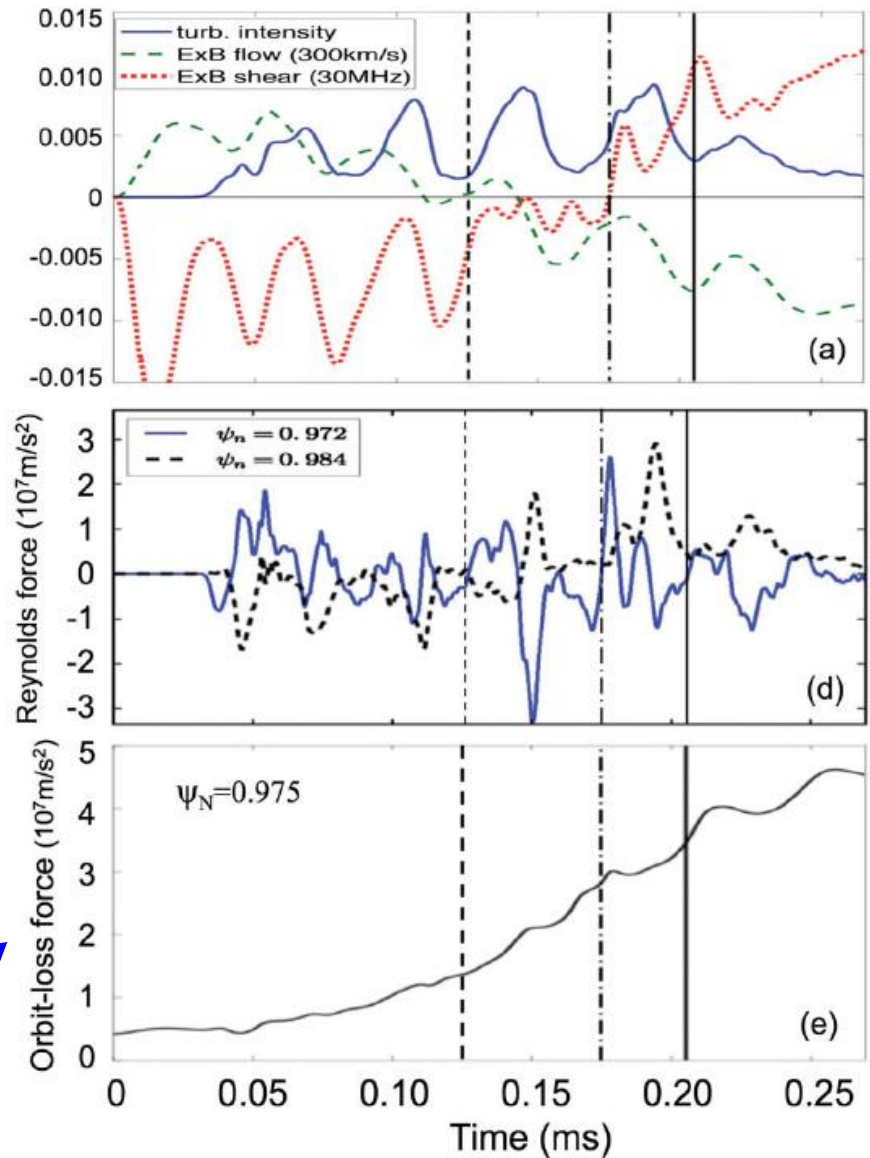 0.015
turb. intensity
ExB flow (300km/s)
ExB shear (30MHz)
0.010
0.005
0
-0.005
-0.010
-0.015
(a)
Reynolds force (10⁷m/s²)
ψₙ = 0.972
ψₙ = 0.984
3
2
1
0
-1
-2
-3
(d)
Orbit-loss force (10⁷m/s²)
5
4
3
2
1
0
ψ_N=0.975
(e)
0 0.05 0.10 0.15 0.20 0.25
Time (ms)